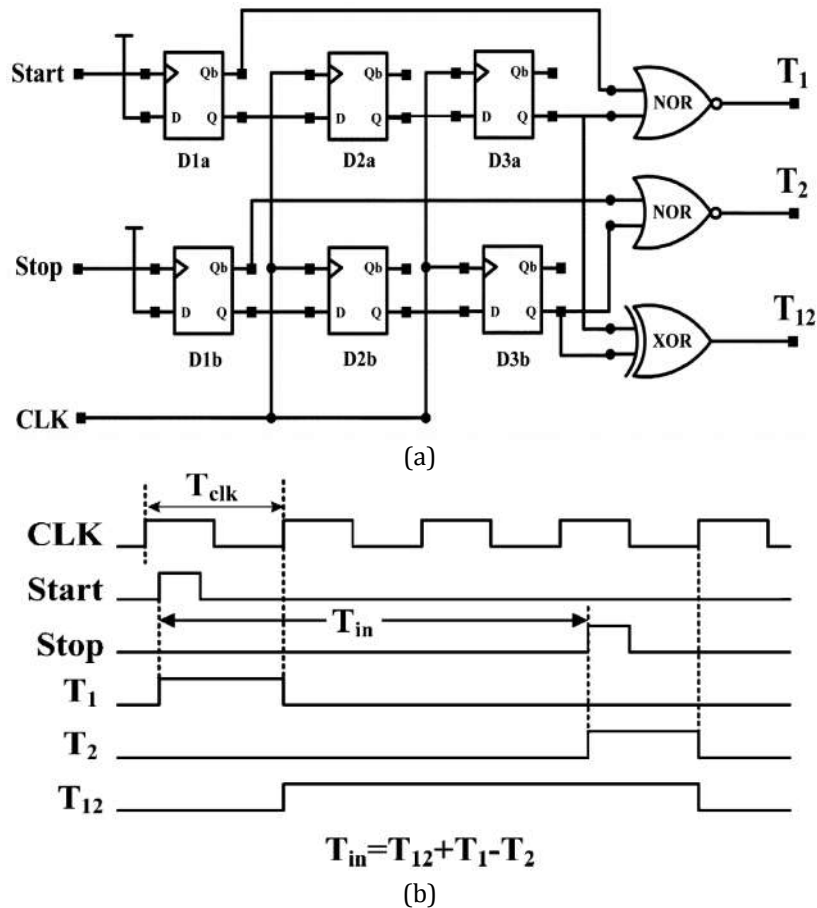 Start
Qb
D
Q
D1a
Qb
D
Q
D2a
Qb
D
Q
D3a
NOR
T1
Stop
Qb
D
Q
D1b
Qb
D
Q
D2b
Qb
D
Q
D3b
NOR
T2
XOR
T12
CLK
(a)
Tclk
CLK
Start
Tin
Stop
T1
T2
T12
Tin=T12+T1-T2
(b)